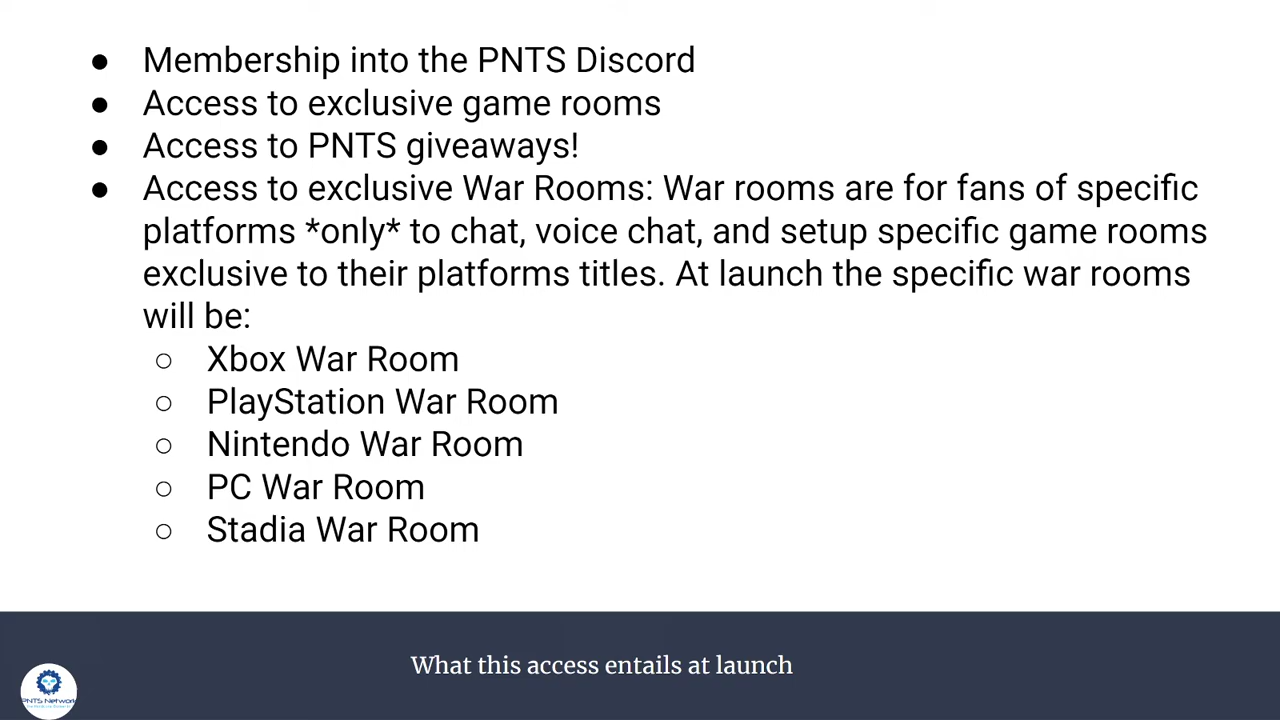 ● Membership into the PNTS Discord
● Access to exclusive game rooms
● Access to PNTS giveaways!
● Access to exclusive War Rooms: War rooms are for fans of specific
platforms *only* to chat, voice chat, and setup specific game rooms
exclusive to their platforms titles. At launch the specific war rooms
will be:
○ Xbox War Room
○ PlayStation War Room
○ Nintendo War Room
○ PC War Room
○ Stadia War Room
What this access entails at launch
PNTS Network